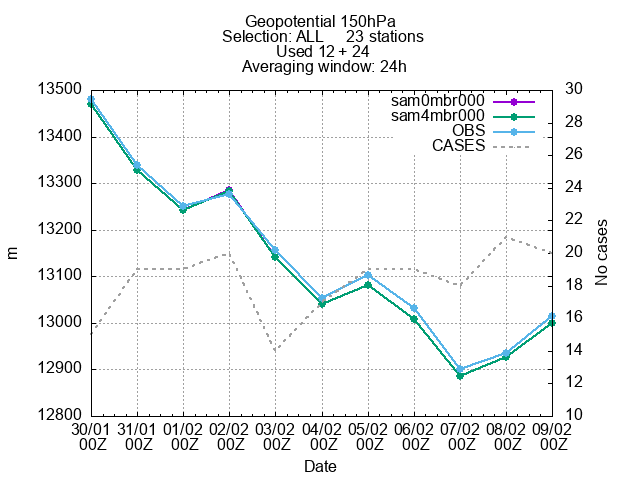 Geopotential 150hPa
Selection: ALL 23 stations
Used 12 + 24
Averaging window: 24h
sam0mbr000
sam4mbr000
OBS
CASES
13500
13400
13300
13200
13100
13000
12900
12800
m
30
28
26
24
22
20
18
16
14
12
10
No cases
30/01 31/01 01/02 02/02 03/02 04/02 05/02 06/02 07/02 08/02 09/02
00Z 00Z 00Z 00Z 00Z 00Z 00Z 00Z 00Z 00Z 00Z
Date